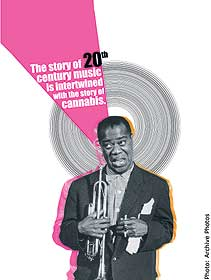 The story of 20th
century music
is intertwined
with the story of
cannabis.
Photo: Archive Photos